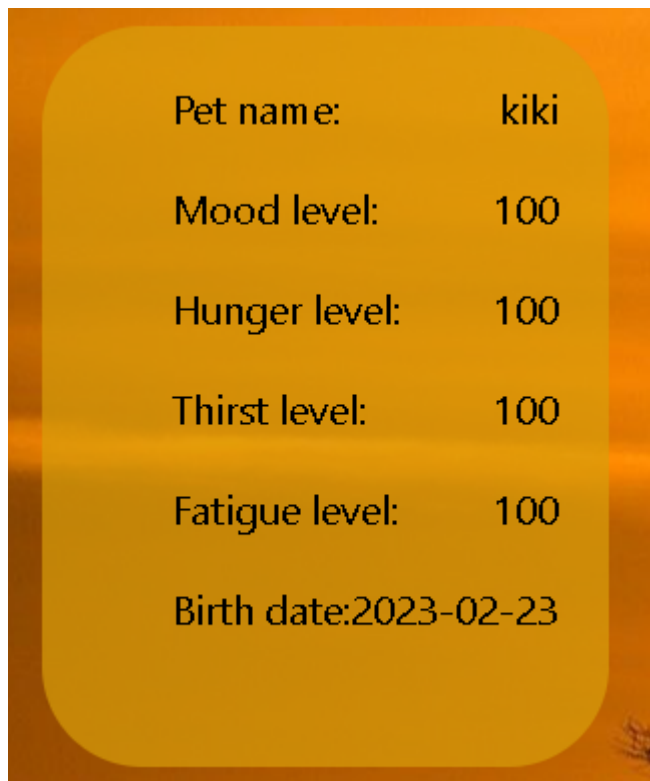 Pet name: kiki
Mood level: 100
Hunger level: 100
Thirst level: 100
Fatigue level: 100
Birth date:2023-02-23